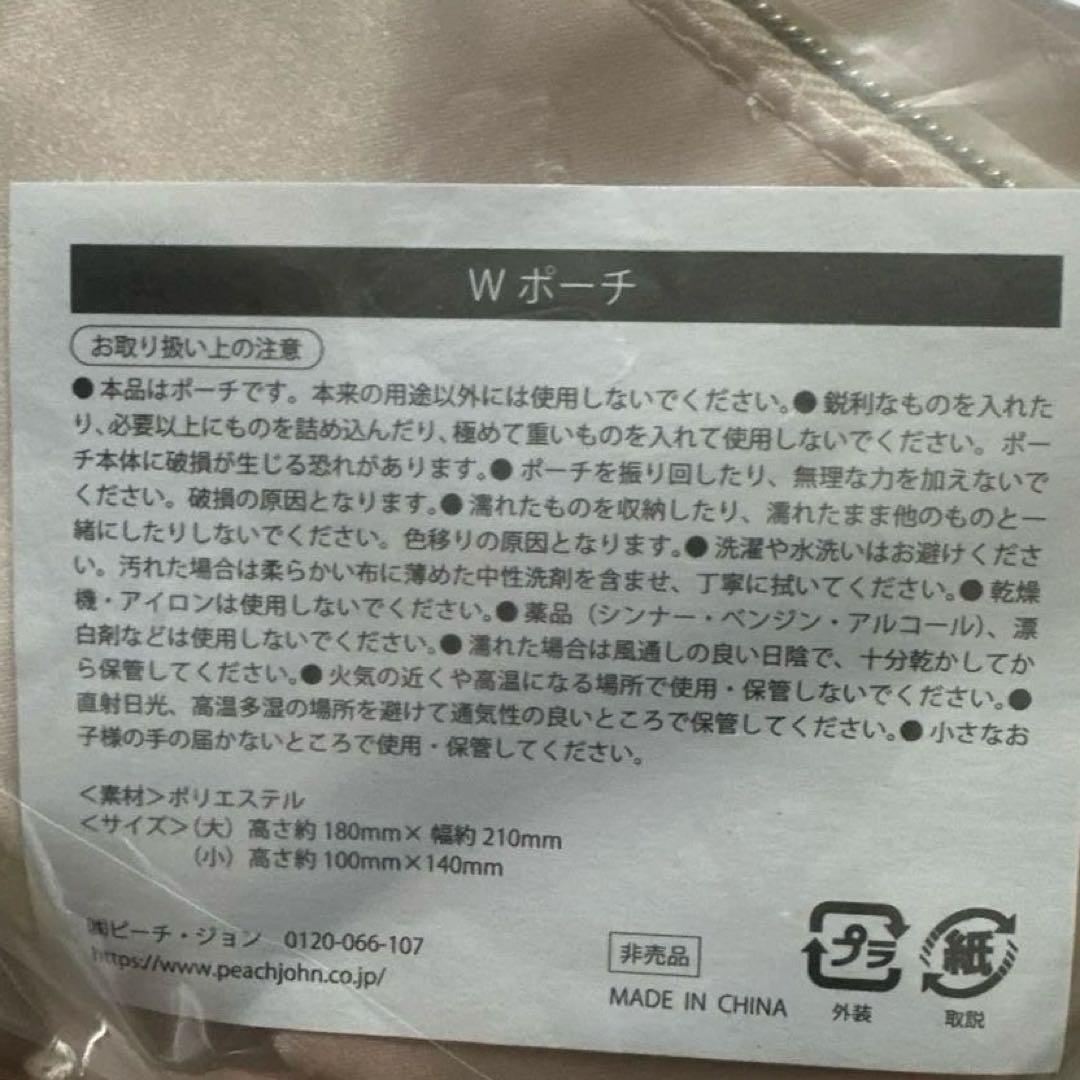 W ポーチ
お取り扱い上の注意
●本品はポーチです。本来の用途以外には使用しないでください。●鋭利なものを入れた
り、必要以上にものを詰め込んだり、極めて重いものを入れて使用しないでください。ポー
チ本体に破損が生じる恐れがあります。●ポーチを振り回したり、無理な力を加えないで
ください。破損の原因となります。●濡れたものを収納したり、濡れたまま他のものと一
緒にしたりしないでください。色移りの原因となります。●洗濯や水洗いはお避けくださ
い。汚れた場合は柔らかい布に薄めた中性洗剤を含ませ、丁寧に拭いてください。●乾燥
機・アイロンは使用しないでください。●薬品（シンナー・ベンジン・アルコール）、漂
白剤などは使用しないでください。●濡れた場合は風通しの良い日陰で、十分乾かしてか
ら保管してください。●火気の近くや高温になる場所で使用・保管しないでください。●
直射日光、高温多湿の場所を避けて通気性の良いところで保管してください。●小さなお
子様の手の届かないところで使用・保管してください。
＜素材＞ポリエステル
＜サイズ＞（大）高さ約180mm×幅約210mm
（小）高さ約100mm×140mm
㈱ピーチ・ジョン 0120-066-107
https://www.peachjohn.co.jp/
非売品
MADE IN CHINA
プラ
外装
紙
取説